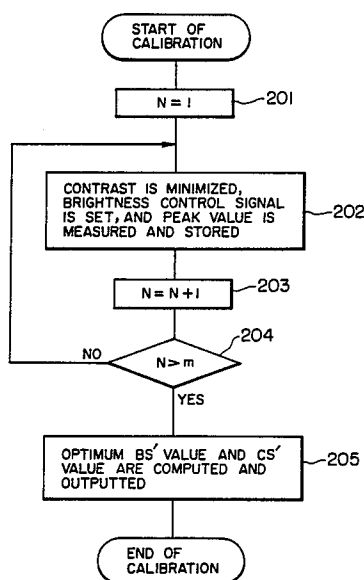 START OF
CALIBRATION
N = 1
201
CONTRAST IS MINIMIZED,
BRIGHTNESS CONTROL SIGNAL
IS SET, AND PEAK VALUE IS
MEASURED AND STORED
202
N = N+1
203
204
N > m
NO
YES
OPTIMUM BS' VALUE AND CS'
VALUE ARE COMPUTED AND
OUTPUTTED
205
END OF
CALIBRATION